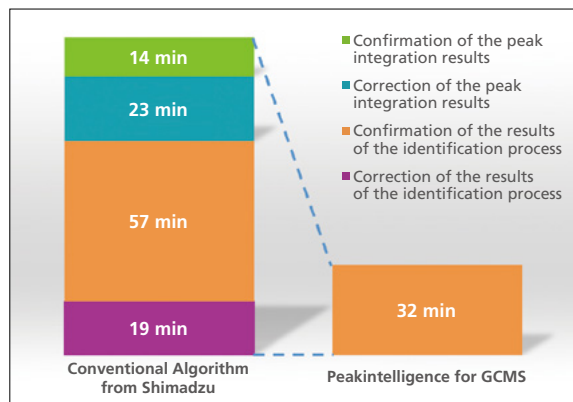 14 min
23 min
57 min
19 min
Conventional Algorithm
from Shimadzu
32 min
Peakintelligence for GCMS
Confirmation of the peak
integration results
Correction of the peak
integration results
Confirmation of the results
of the identification process
Correction of the results
of the identification process